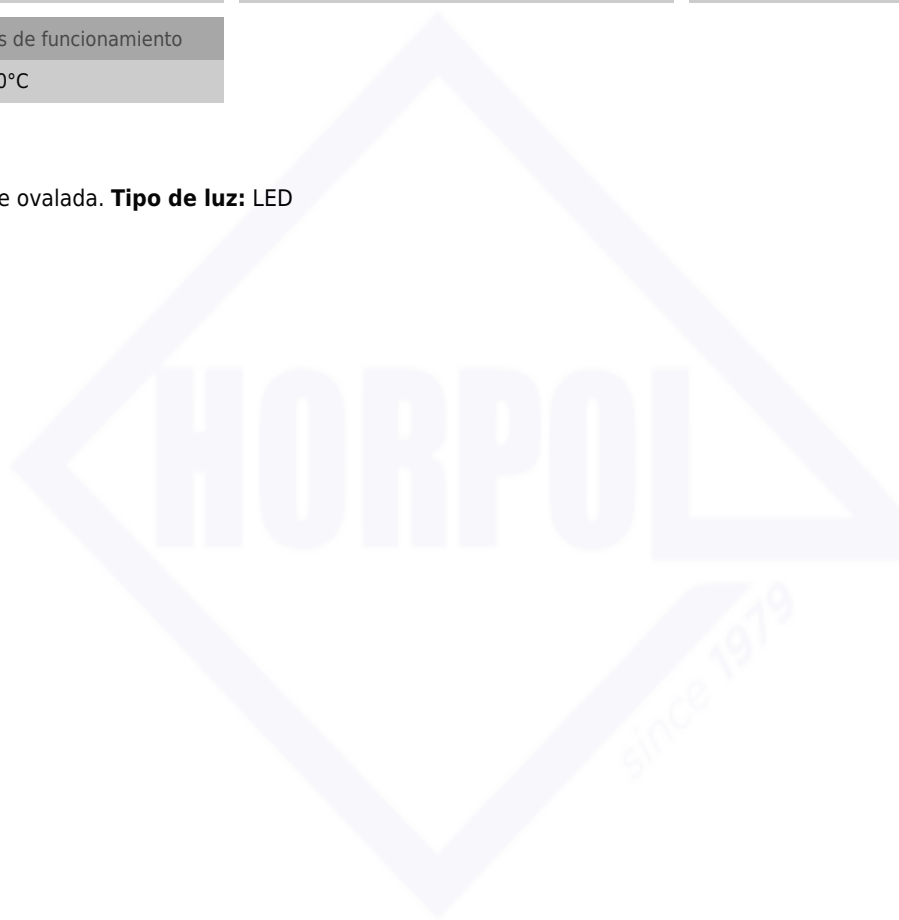 s de funcionamiento
0°C
e ovalada. Tipo de luz: LED
HORPOL
since 1979